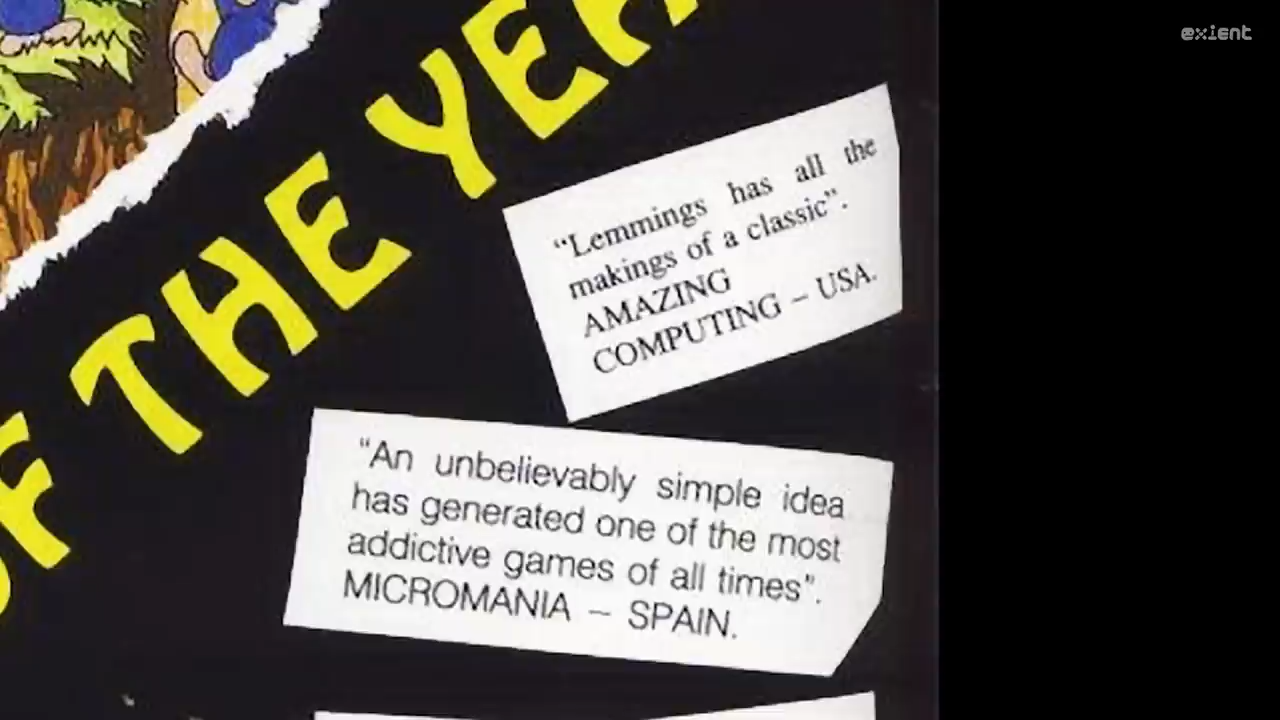 exient
OF THE YEA
“Lemmings has all the
makings of a classic”.
AMAZING
COMPUTING – USA.
“An unbelievably simple idea
has generated one of the most
addictive games of all times”.
MICROMANIA – SPAIN.